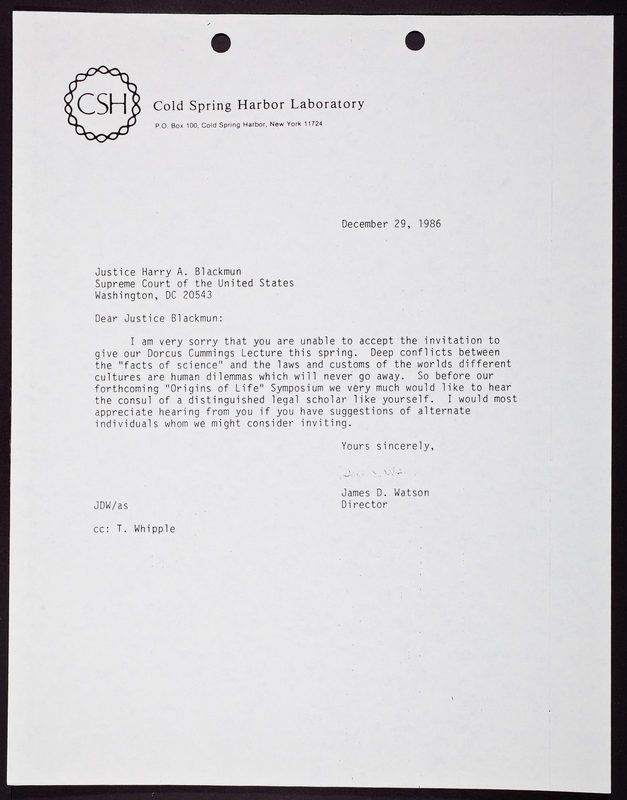 CSH
Cold Spring Harbor Laboratory
P.O. Box 100, Cold Spring Harbor, New York 11724
December 29, 1986
Justice Harry A. Blackmun
Supreme Court of the United States
Washington, DC 20543
Dear Justice Blackmun:
I am very sorry that you are unable to accept the invitation to
give our Dorcus Cummings Lecture this spring. Deep conflicts between
the "facts of science" and the laws and customs of the worlds different
cultures are human dilemmas which will never go away. So before our
forthcoming "Origins of Life" Symposium we very much would like to hear
the consul of a distinguished legal scholar like yourself. I would most
appreciate hearing from you if you have suggestions of alternate
individuals whom we might consider inviting.
Yours sincerely,
James D. Watson
Director
JDW/as
cc: T. Whipple